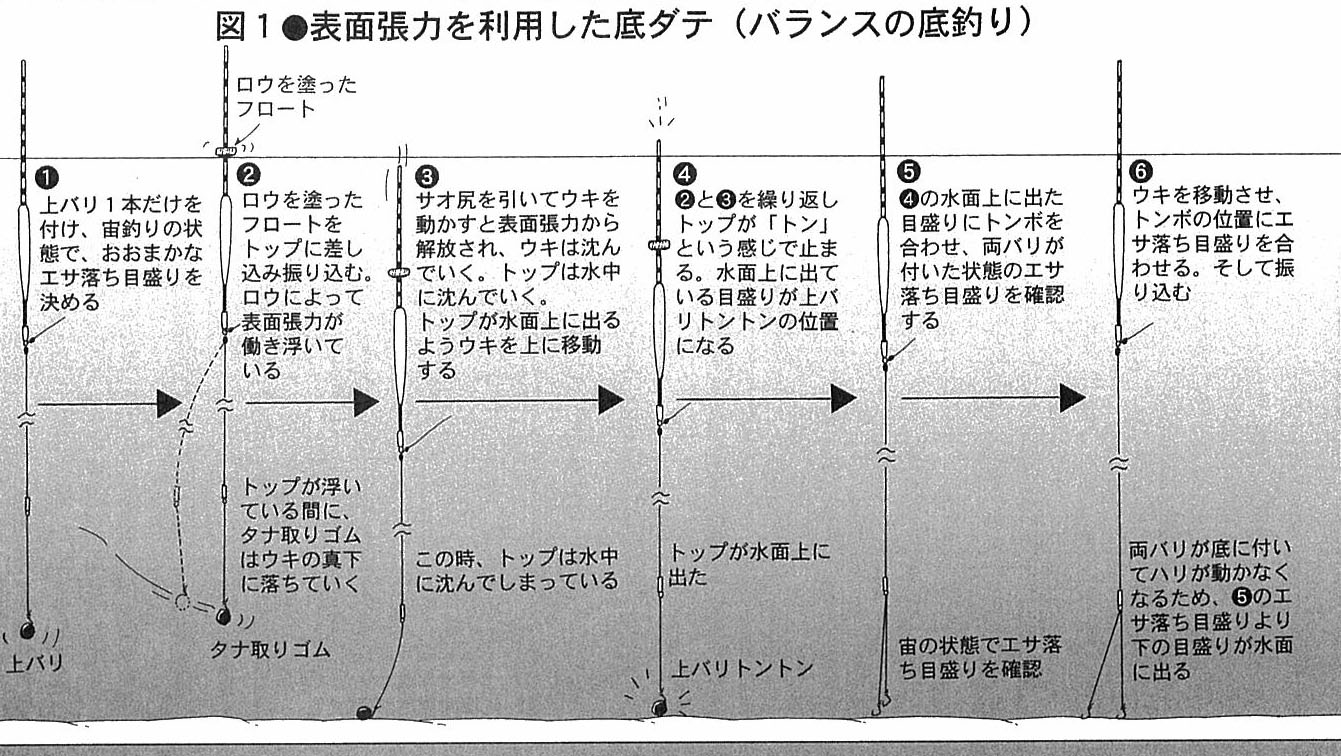 図1●表面張力を利用した底ダテ（バランスの底釣り）
ロウを塗った
フロート
❶
上バリ１本だけを
付け、宙釣りの状
態で、おおまかな
エサ落ち目盛りを
決める
上バリ
❷
ロウを塗った
フロートを
トップに差し
込み振り込む。
ロウによって
表面張力が
働き浮いて
いる
トップが浮い
ている間に、
タナ取りゴム
はウキの真下
に落ちていく
タナ取りゴム
❸
サオ尻を引いてウキを
動かすと表面張力から
解放され、ウキは沈ん
でいく。トップは水中
に沈んでいく。
トップが水面上に出る
ようウキを上に移動
する
この時、トップは水中
に沈んでしまっている
❹
❷と❸を繰り返し
トップが「トン」
という感じで止ま
る。水面上に出て
いる目盛りが上バ
リトントンの位置
になる
トップが水面上に
出た
上バリトントン
❺
❹の水面上に出た
目盛りにトンボを
合わせ、両バリが
付いた状態のエサ
落ち目盛りを確認
する
宙の状態でエサ落
ち目盛りを確認
❻
ウキを移動させ、
トンボの位置にエ
サ落ち目盛りを合
わせる。そして振
り込む
両バリが底に付い
てハリが動かなく
なるため、❺のエ
サ落ち目盛りより
下の目盛りが水面
に出る